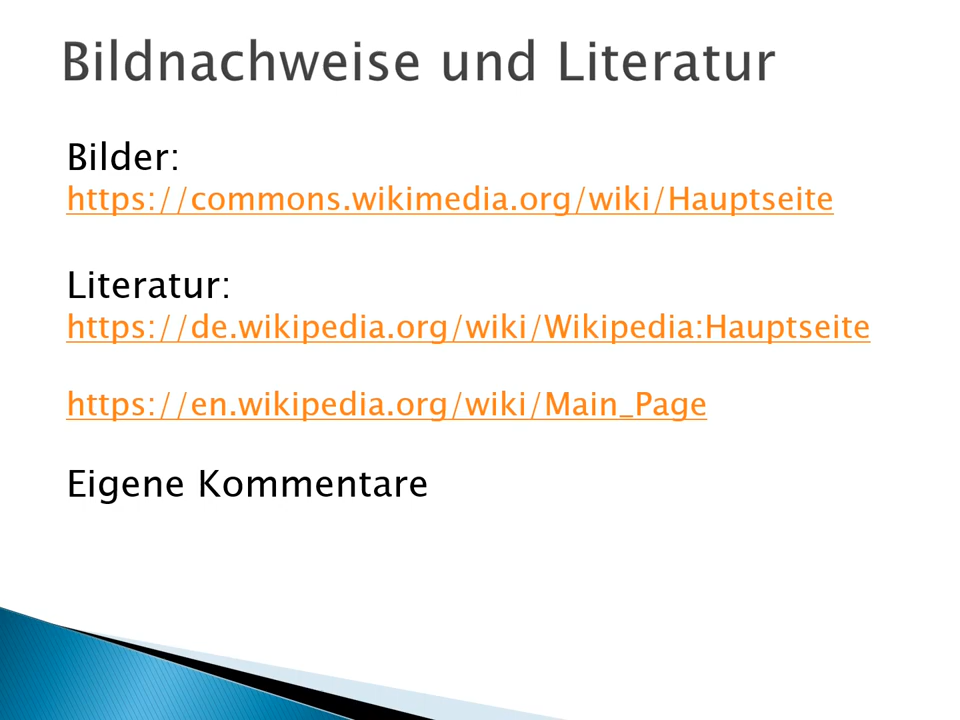 Bildnachweise und Literatur
Bilder:
https://commons.wikimedia.org/wiki/Hauptseite
Literatur:
https://de.wikipedia.org/wiki/Wikipedia:Hauptseite
https://en.wikipedia.org/wiki/Main_Page
Eigene Kommentare